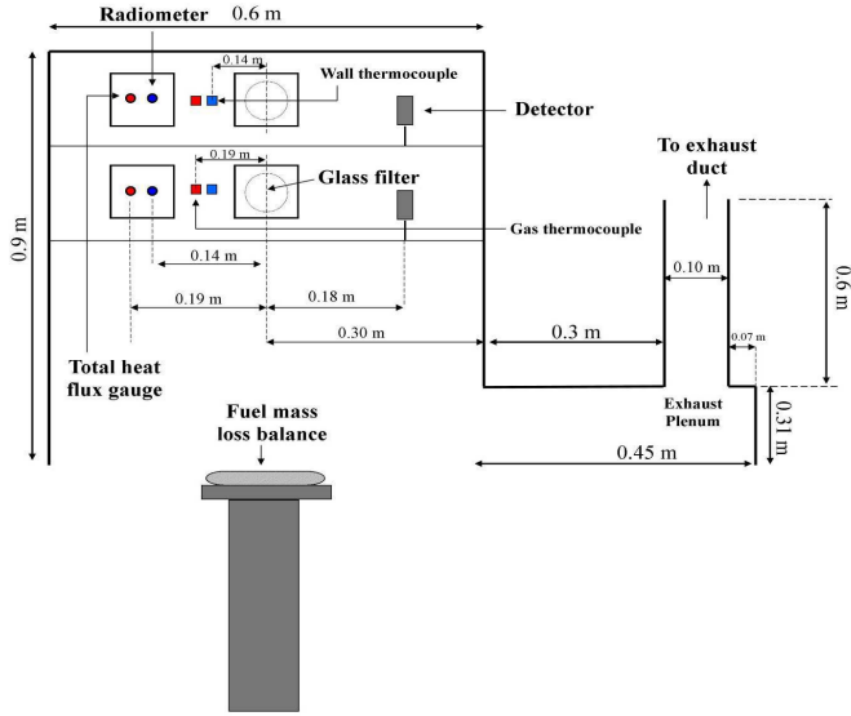 Radiometer
0.6 m
0.14 m
Wall thermocouple
Detector
0.19 m
Glass filter
Gas thermocouple
0.9 m
0.14 m
0.19 m
0.18 m
0.30 m
0.3 m
To exhaust
duct
0.10 m
0.6 m
0.07 m
Total heat
flux gauge
Exhaust
Plenum
0.31 m
0.45 m
Fuel mass
loss balance